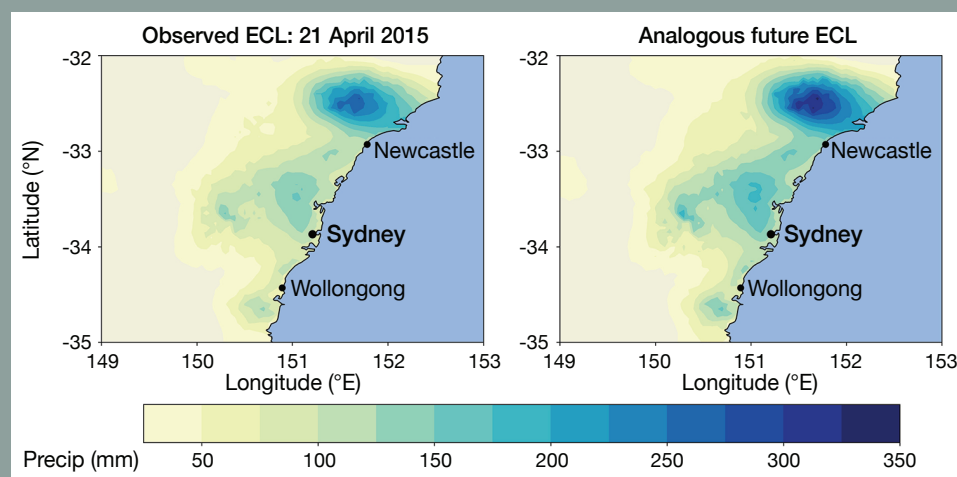 Observed ECL: 21 April 2015
Analogous future ECL
-32
-33
-34
-35
Latitude (°N)
Newcastle
Sydney
Wollongong
149 150 151 152 153
Longitude (°E)
-32
-33
-34
-35
Newcastle
Sydney
Wollongong
149 150 151 152 153
Longitude (°E)
Precip (mm) 50 100 150 200 250 300 350